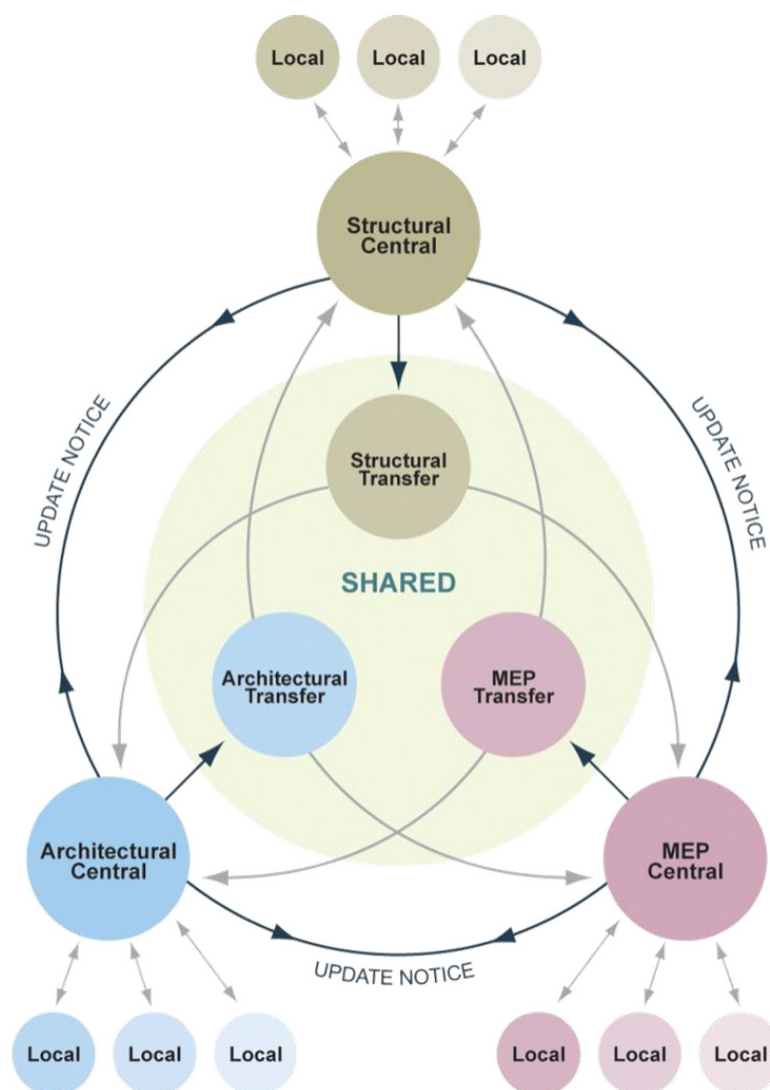 Local
Local
Local
Structural
Central
UPDATE NOTICE
UPDATE NOTICE
Structural
Transfer
SHARED
Architectural
Transfer
MEP
Transfer
Architectural
Central
MEP
Central
UPDATE NOTICE
Local
Local
Local
Local
Local
Local